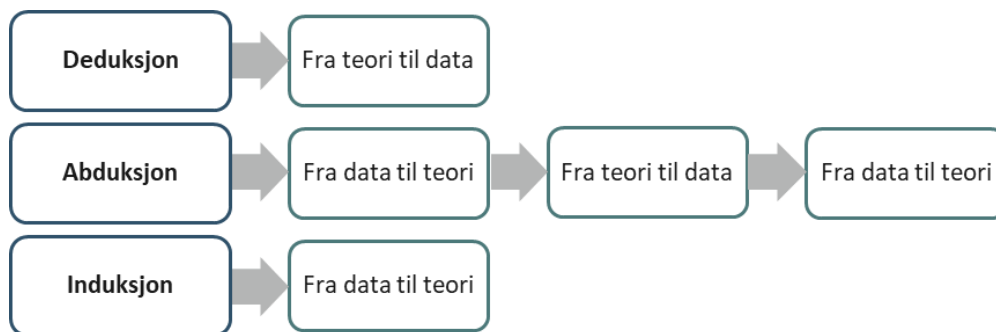 Deduksjon
Fra teori til data
Abduksjon
Fra data til teori
Fra teori til data
Fra data til teori
Induksjon
Fra data til teori